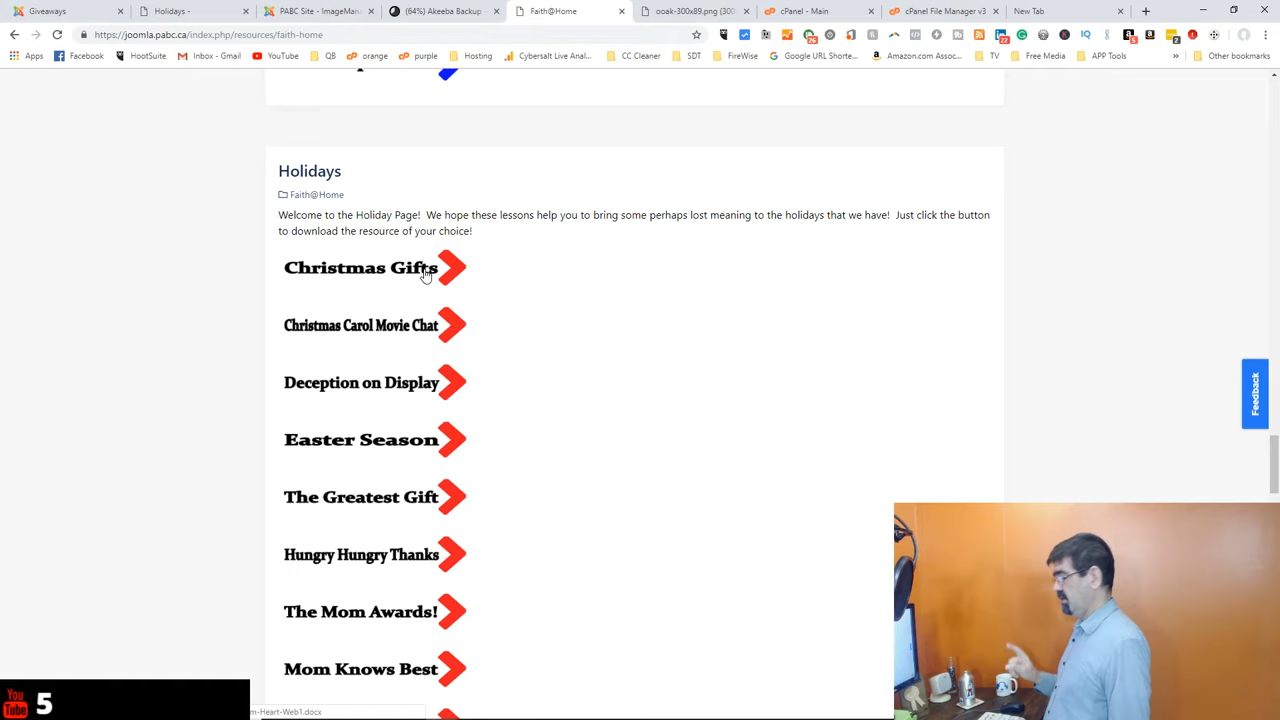 Giveaways
Holidays -
PABC Site - ImageMan
(64%) Akeeba Backup -
Faith@Home
ooak-300x89.png (300×
cPanel - Main
cPanel File Manager v3
New Tab
https://joomla.pabc.ca/index.php/resources/faith-home
Apps
Facebook
HootSuite
Inbox - Gmail
YouTube
QB
orange
purple
Hosting
Cybersalt Live Anal...
CC Cleaner
SDT
FireWise
Google URL Shorte...
Amazon.com Assoc...
TV
Free Media
APP Tools
»
Other bookmarks
Holidays
Faith@Home
Welcome to the Holiday Page! We hope these lessons help you to bring some perhaps lost meaning to the holidays that we have! Just click the button
to download the resource of your choice!
Christmas Gifts
Christmas Carol Movie Chat
Deception on Display
Easter Season
The Greatest Gift
Hungry Hungry Thanks
The Mom Awards!
Mom Knows Best
Feedback
You
Tube
5
m-Heart-Web1.docx